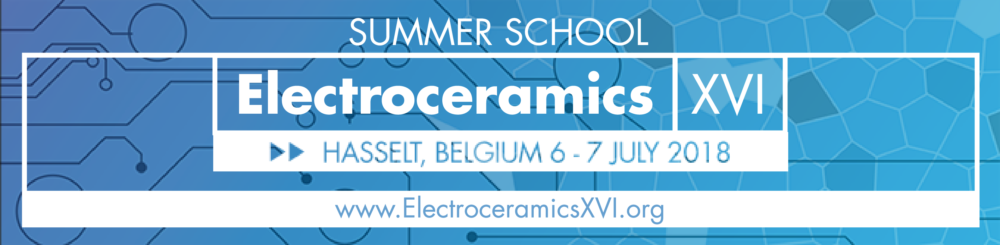 SUMMER SCHOOL
Electroceramics XVI
HASSELT, BELGIUM 6 - 7 JULY 2018
www.ElectroceramicsXVI.org